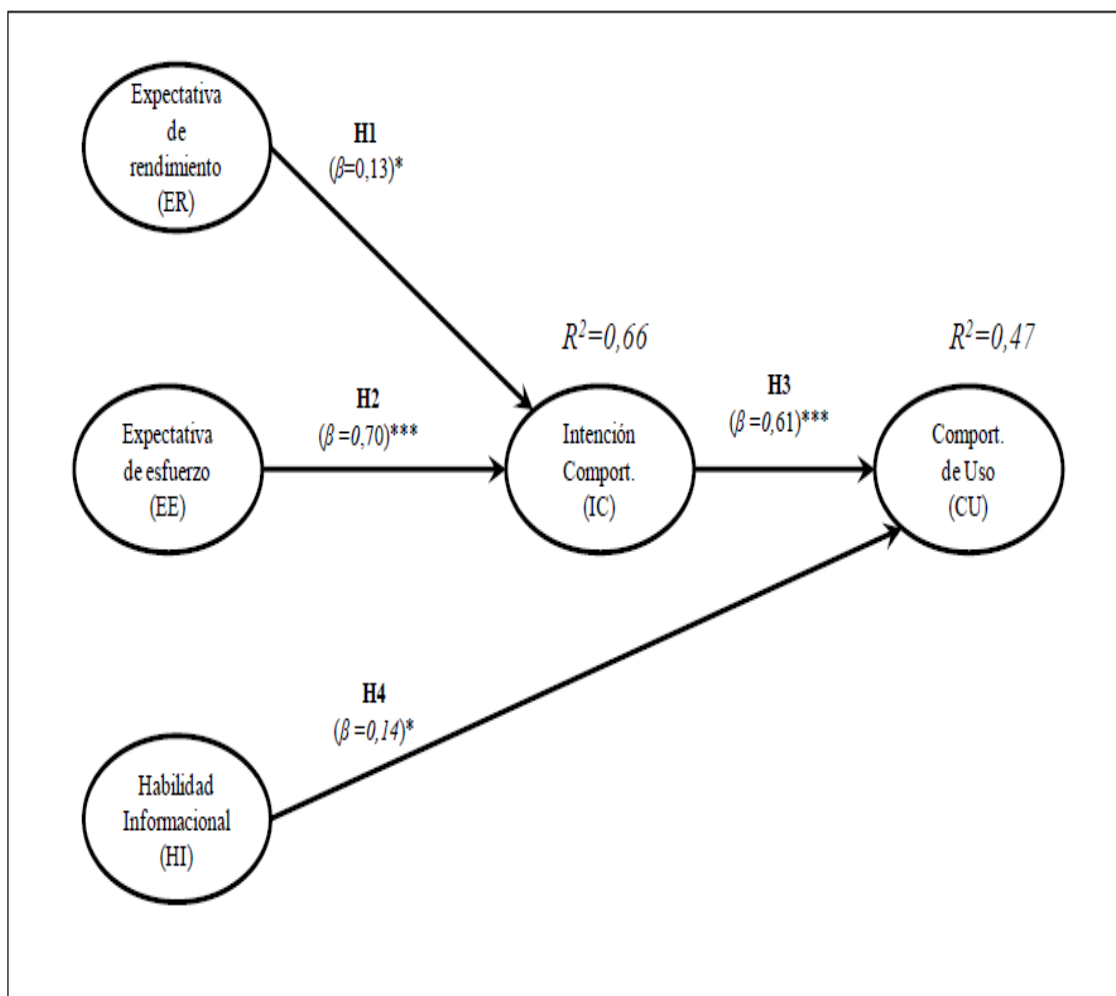 Expectativa
de
rendimiento
(ER)
H1
(β=0,13)*
R²=0,66
R²=0,47
Expectativa
de esfuerzo
(EE)
H2
(β =0,70)***
Intención
Comport.
(IC)
H3
(β =0,61)***
Comport.
de Uso
(CU)
H4
(β =0,14)*
Habilidad
Informacional
(HI)